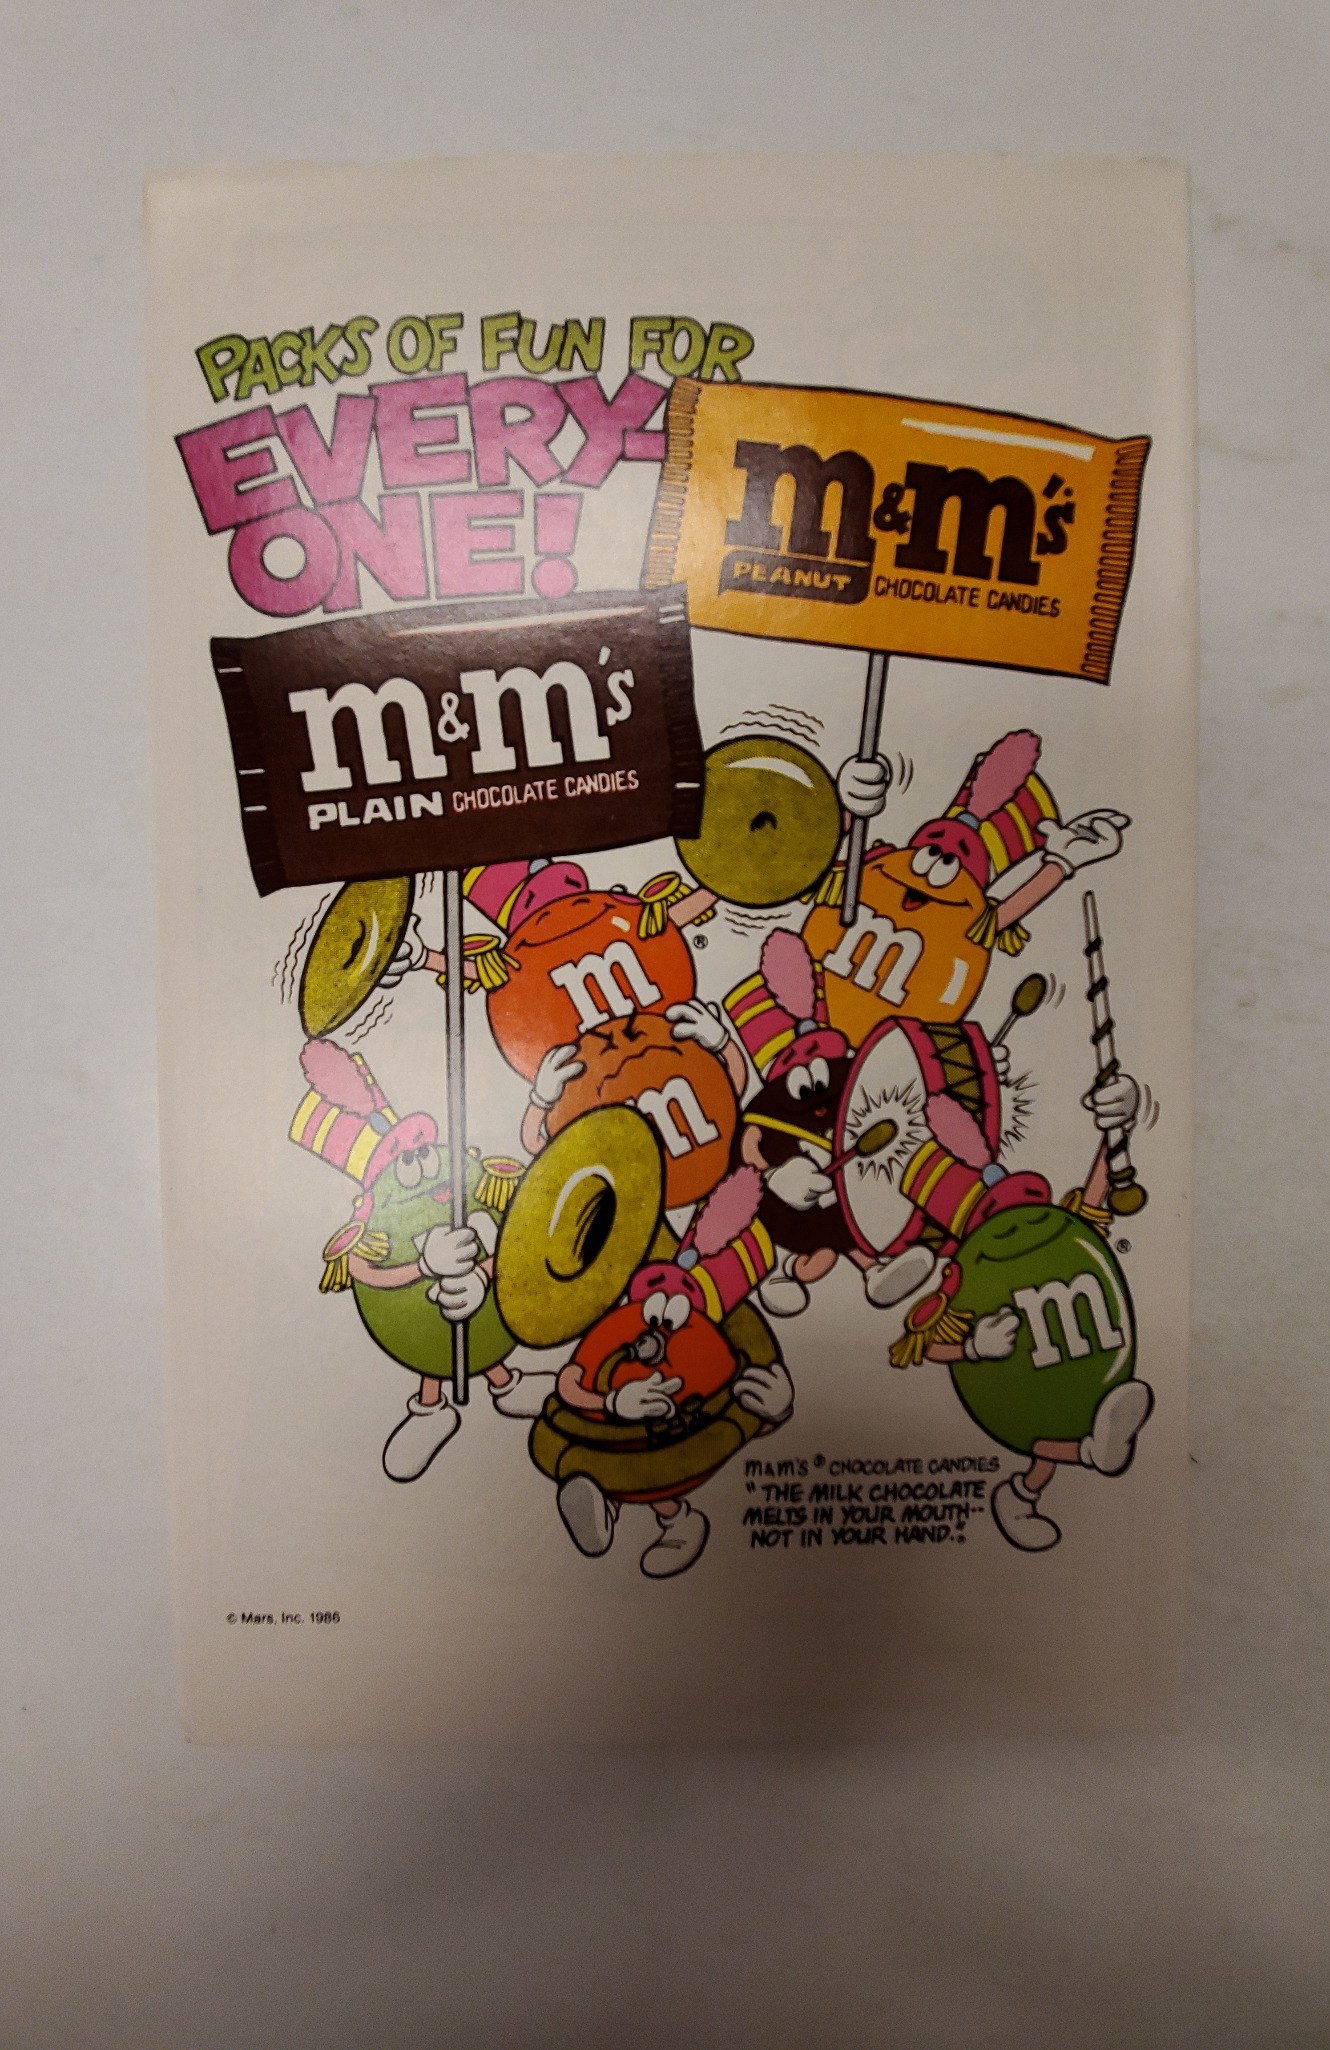 PACKS OF FUN FOR
EVERY-
ONE!
m&m's
PEANUT CHOCOLATE CANDIES
m&m's
PLAIN CHOCOLATE CANDIES
m
®
m
m
m
®
m&m's ® CHOCOLATE CANDIES
"THE MILK CHOCOLATE
MELTS IN YOUR MOUTH--
NOT IN YOUR HAND."®
© Mars, Inc. 1986